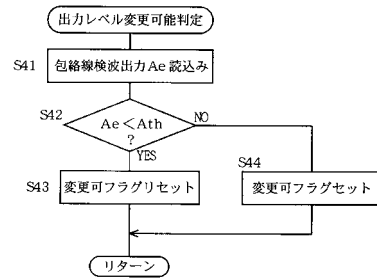 出力レベル変更可能判定
S41
包絡線検波出力Ae読込み
S42
Ae＜Ath
?
NO
YES
S43
変更可フラグリセット
S44
変更可フラグセット
リターン